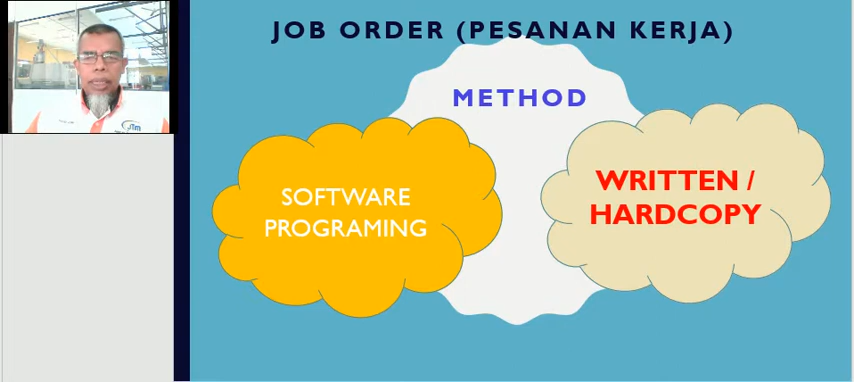 JOB ORDER (PESANAN KERJA)
METHOD
SOFTWARE
PROGRAMING
WRITTEN /
HARDCOPY